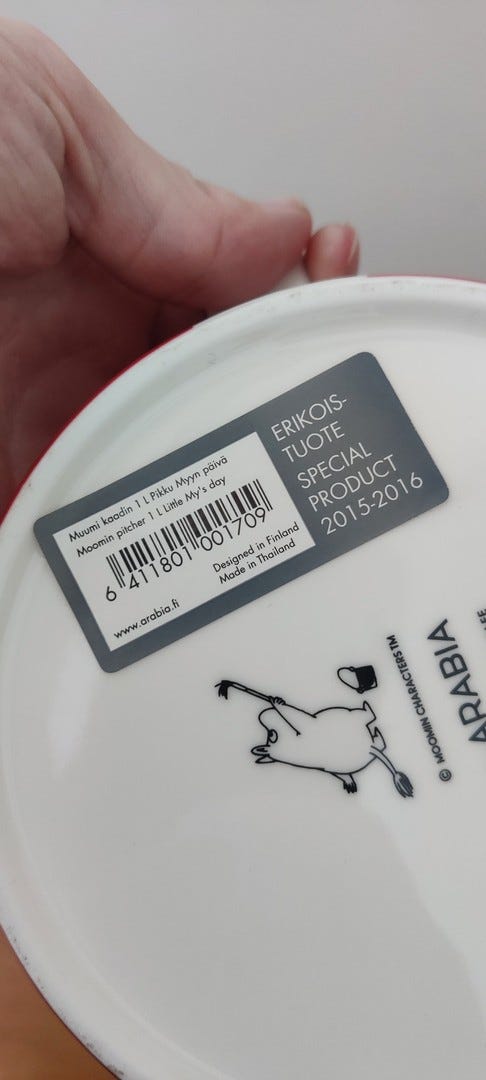 Muumi kaadin 1 L Pikku Myyn päivä
Moomin pitcher 1 L Little My's day
6 411801 001709
Designed in Finland
Made in Thailand
www.arabia.fi
ERIKOIS-
TUOTE
SPECIAL
PRODUCT
2015-2016
© MOOMIN CHARACTERS™
ARABIA